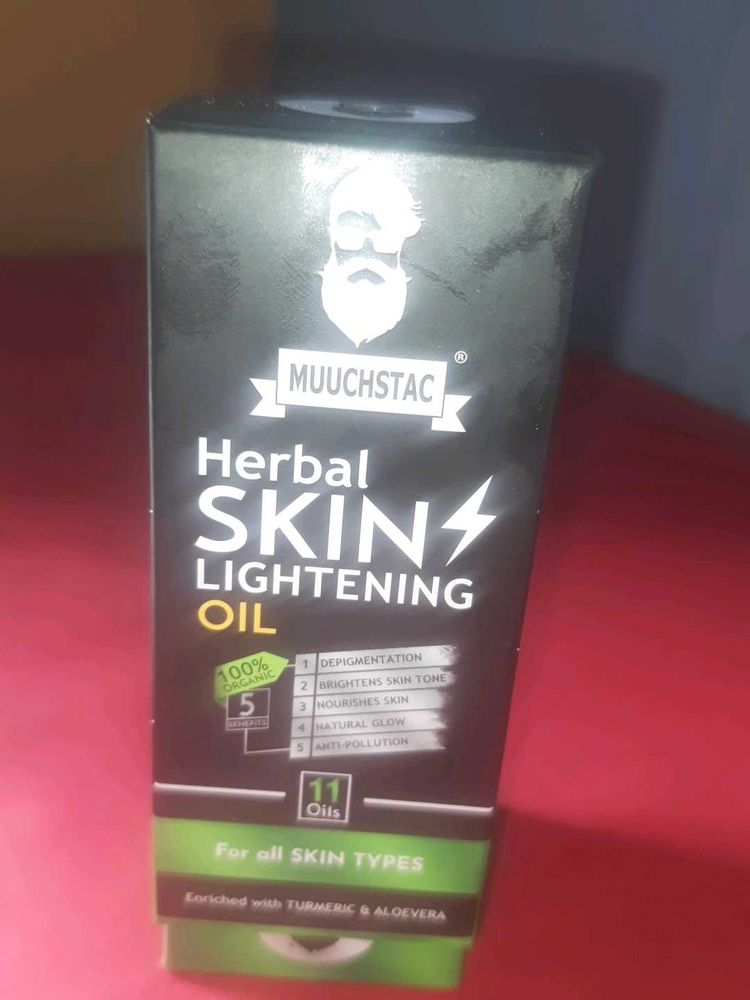 MUUCHSTAC
®
Herbal
SKIN
LIGHTENING
OIL
100%
ORGANIC
5
BENEFITS
1 DEPIGMENTATION
2 BRIGHTENS SKIN TONE
3 NOURISHES SKIN
4 NATURAL GLOW
5 ANTI-POLLUTION
11
Oils
For all SKIN TYPES
Enriched with TURMERIC & ALOEVERA